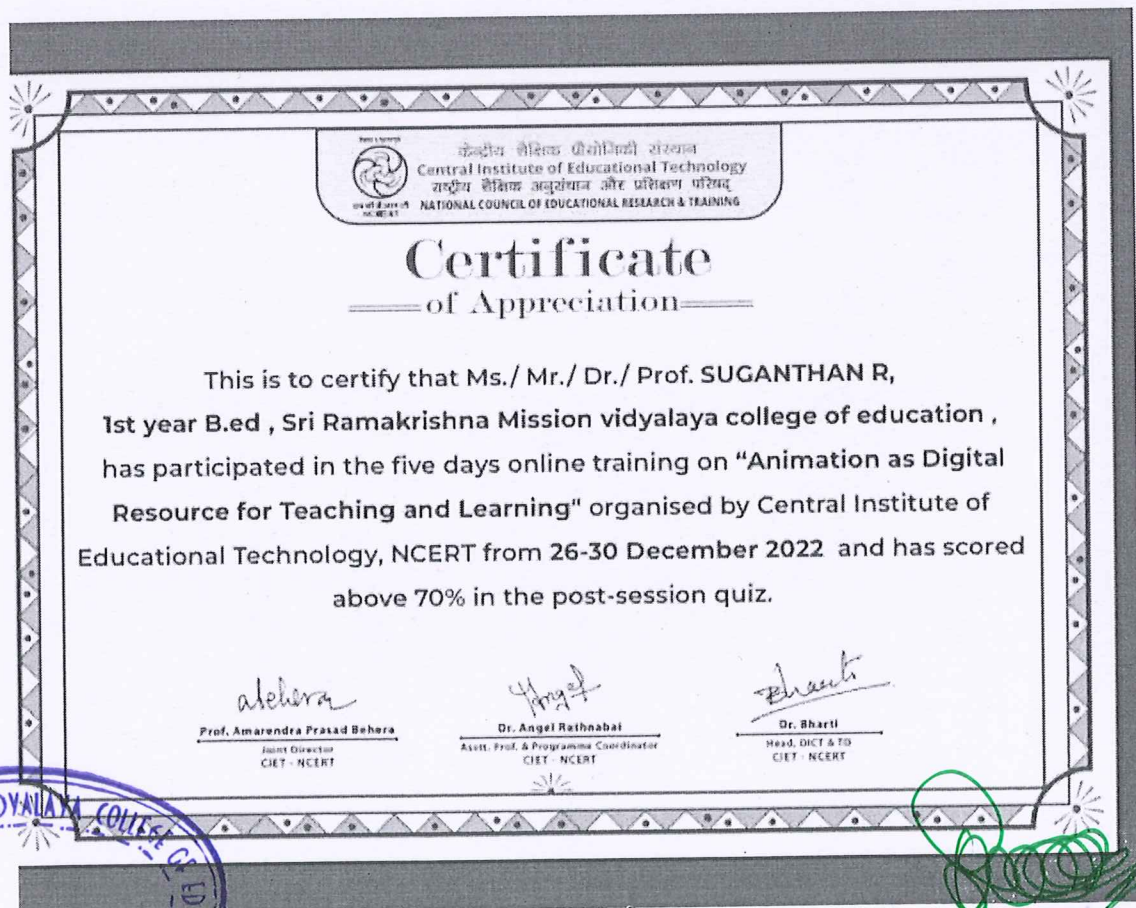 केन्द्रीय शैक्षिक प्रौद्योगिकी संस्थान
Central Institute of Educational Technology
राष्ट्रीय शैक्षिक अनुसंधान और प्रशिक्षण परिषद्
NATIONAL COUNCIL OF EDUCATIONAL RESEARCH & TRAINING
Certificate
of Appreciation
This is to certify that Ms./ Mr./ Dr./ Prof. SUGANTHAN R,
1st year B.ed , Sri Ramakrishna Mission vidyalaya college of education ,
has participated in the five days online training on "Animation as Digital
Resource for Teaching and Learning" organised by Central Institute of
Educational Technology, NCERT from 26-30 December 2022 and has scored
above 70% in the post-session quiz.
Prof. Amarendra Prasad Behera
Joint Director
CIET - NCERT
Dr. Angel Rathnabai
Asstt. Prof. & Programme Coordinator
CIET - NCERT
Dr. Bharti
Head, DICT & TD
CIET - NCERT
COLLEGE OF ED